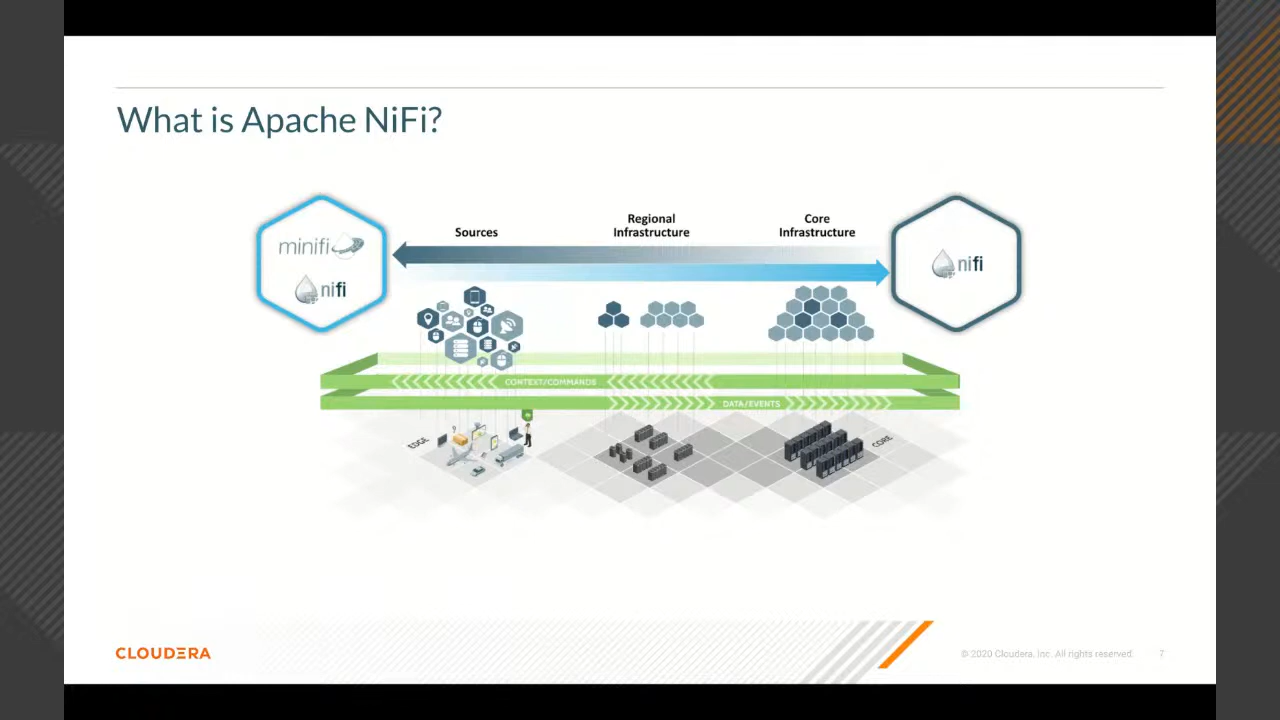 What is Apache NiFi?
minifi
nifi
Sources
Regional
Infrastructure
Core
Infrastructure
nifi
CONTEXT/COMMANDS
DATA/EVENTS
EDGE
CORE
CLOUDERA
© 2020 Cloudera, Inc. All rights reserved.
7